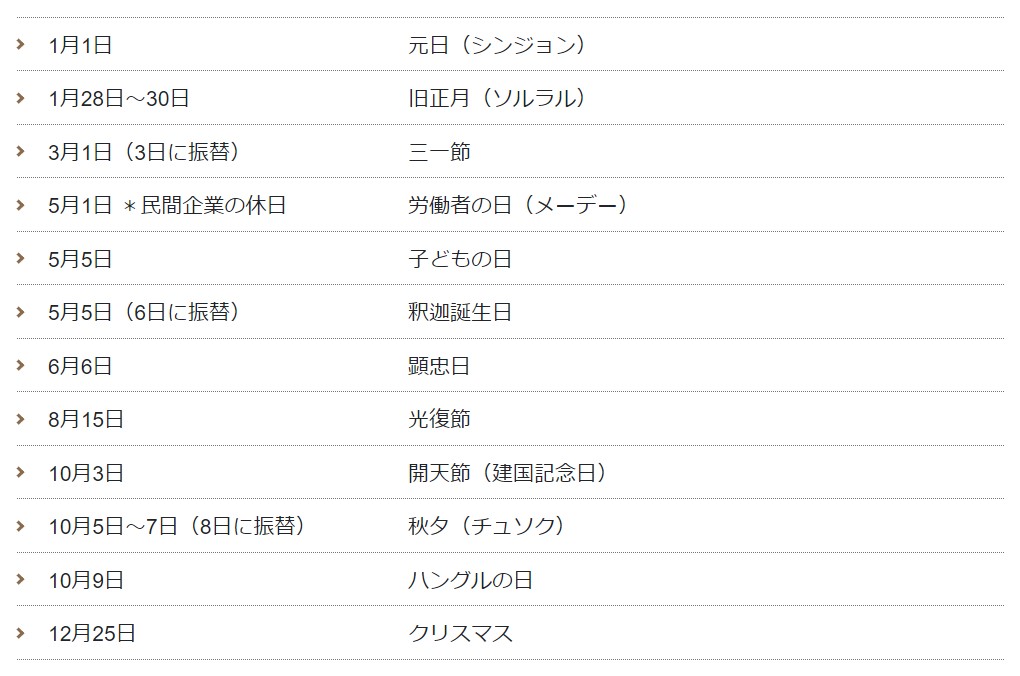 1月1日 元日（シンジョン）
1月28日～30日 旧正月（ソルラル）
3月1日（3日に振替） 三一節
5月1日 ＊民間企業の休日 労働者の日（メーデー）
5月5日 子どもの日
5月5日（6日に振替） 釈迦誕生日
6月6日 顕忠日
8月15日 光復節
10月3日 開天節（建国記念日）
10月5日～7日（8日に振替） 秋夕（チュソク）
10月9日 ハングルの日
12月25日 クリスマス